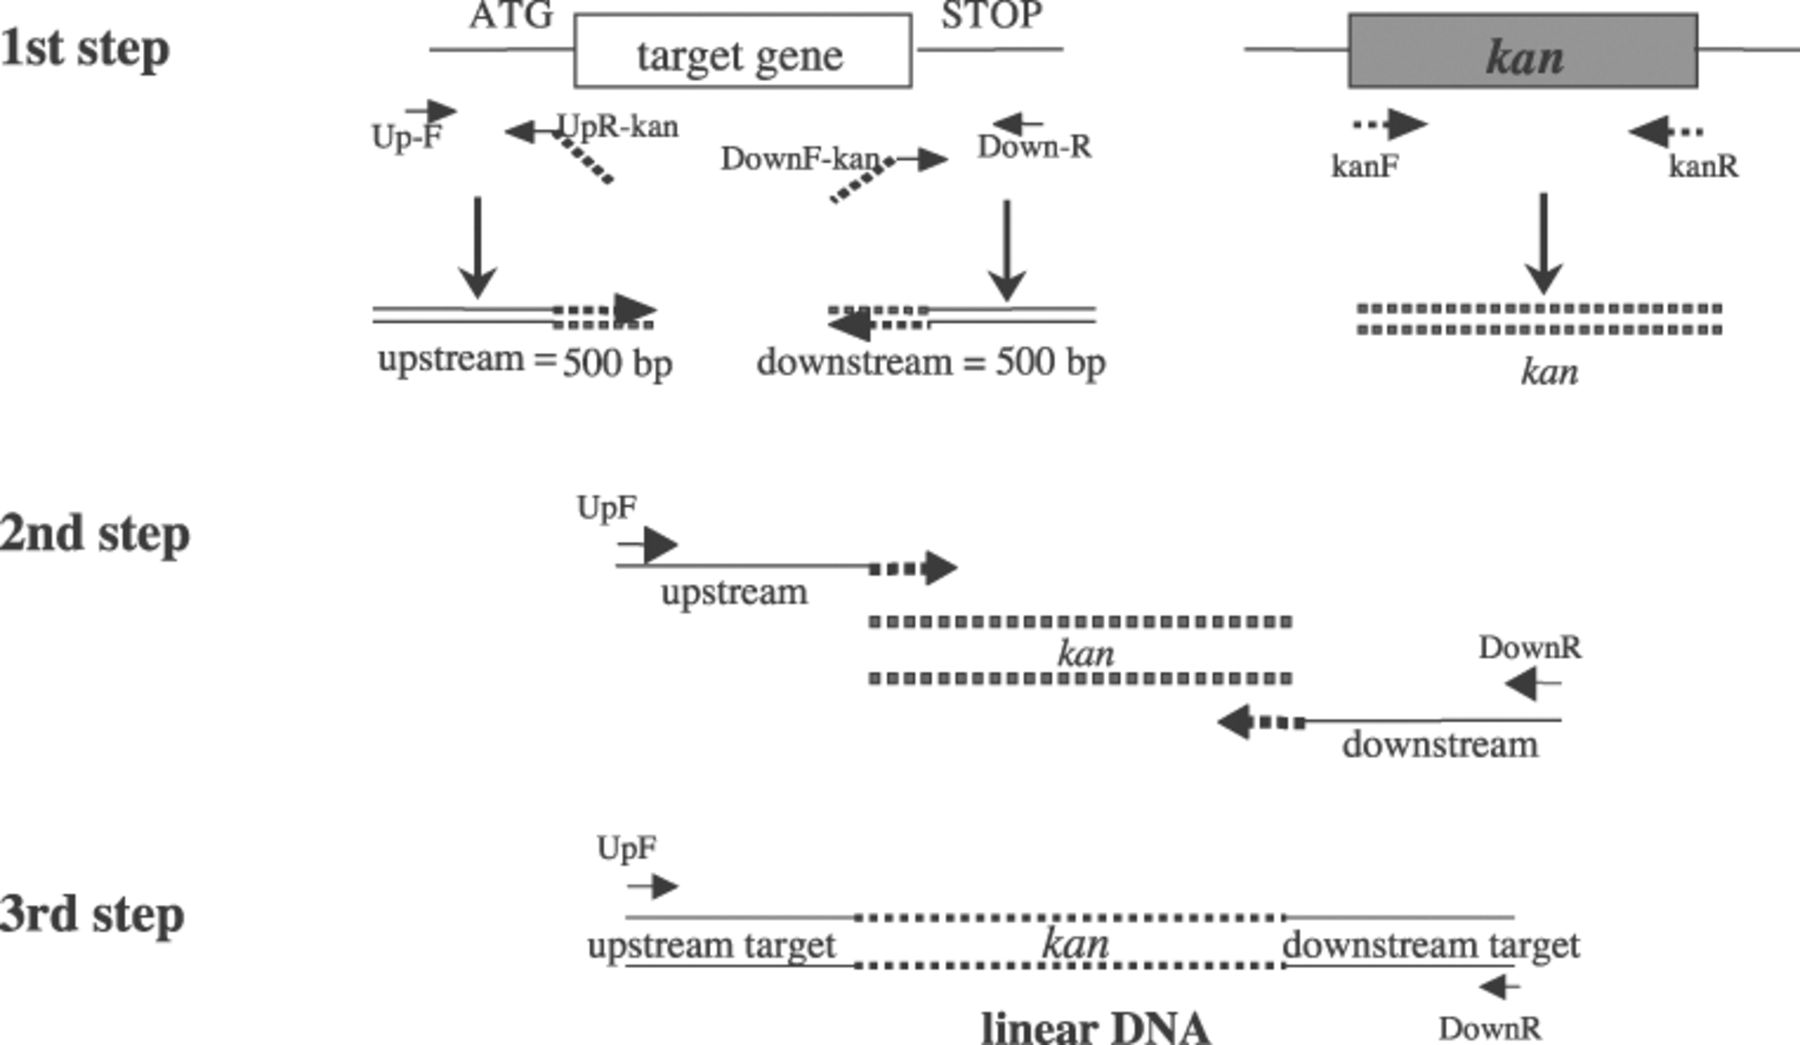 ATG STOP
1st step target gene kan
Up-F UpR-kan DownF-kan Down-R kanF kanR
upstream = 500 bp downstream = 500 bp kan
UpF
2nd step
upstream
kan DownR
downstream
UpF
3rd step
upstream target kan downstream target
linear DNA DownR